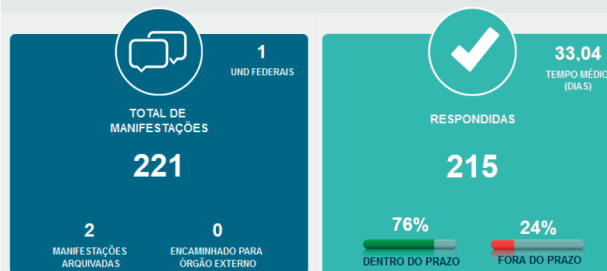 1
UND FEDERAIS
TOTAL DE
MANIFESTAÇÕES
221
2
MANIFESTAÇÕES
ARQUIVADAS
0
ENCAMINHADO PARA
ÓRGÃO EXTERNO
33,04
TEMPO MÉDIO
(DIAS)
RESPONDIDAS
215
76%
DENTRO DO PRAZO
24%
FORA DO PRAZO